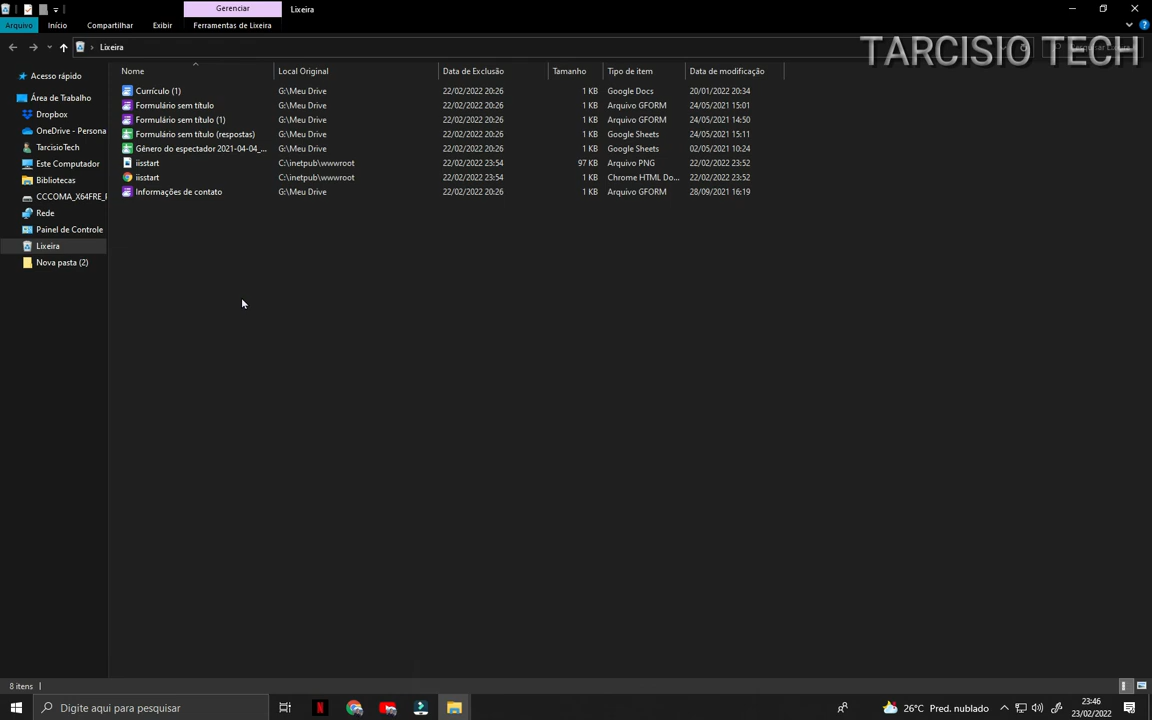 Gerenciar
Lixeira
Arquivo Início Compartilhar Exibir Ferramentas de Lixeira
Lixeira
TARCISIO TECH
Nome Local Original Data de Exclusão Tamanho Tipo de item Data de modificação
Acesso rápido
Área de Trabalho
Dropbox
OneDrive - Persona
TarcisioTech
Este Computador
Bibliotecas
CCCOMA_X64FRE_
Rede
Painel de Controle
Lixeira
Nova pasta (2)
Currículo (1) G:\Meu Drive 22/02/2022 20:26 1 KB Google Docs 20/01/2022 20:34
Formulário sem título G:\Meu Drive 22/02/2022 20:26 1 KB Arquivo GFORM 24/05/2021 15:01
Formulário sem título (1) G:\Meu Drive 22/02/2022 20:26 1 KB Arquivo GFORM 24/05/2021 14:50
Formulário sem título (respostas) G:\Meu Drive 22/02/2022 20:26 1 KB Google Sheets 24/05/2021 15:11
Gênero do espectador 2021-04-04_... G:\Meu Drive 22/02/2022 20:26 1 KB Google Sheets 02/05/2021 10:24
iisstart C:\inetpub\wwwroot 22/02/2022 23:54 97 KB Arquivo PNG 22/02/2022 23:52
iisstart C:\inetpub\wwwroot 22/02/2022 23:54 1 KB Chrome HTML Do... 22/02/2022 23:52
Informações de contato G:\Meu Drive 22/02/2022 20:26 1 KB Arquivo GFORM 28/09/2021 16:19
8 itens
Digite aqui para pesquisar
26°C Pred. nublado
23:46
23/02/2022